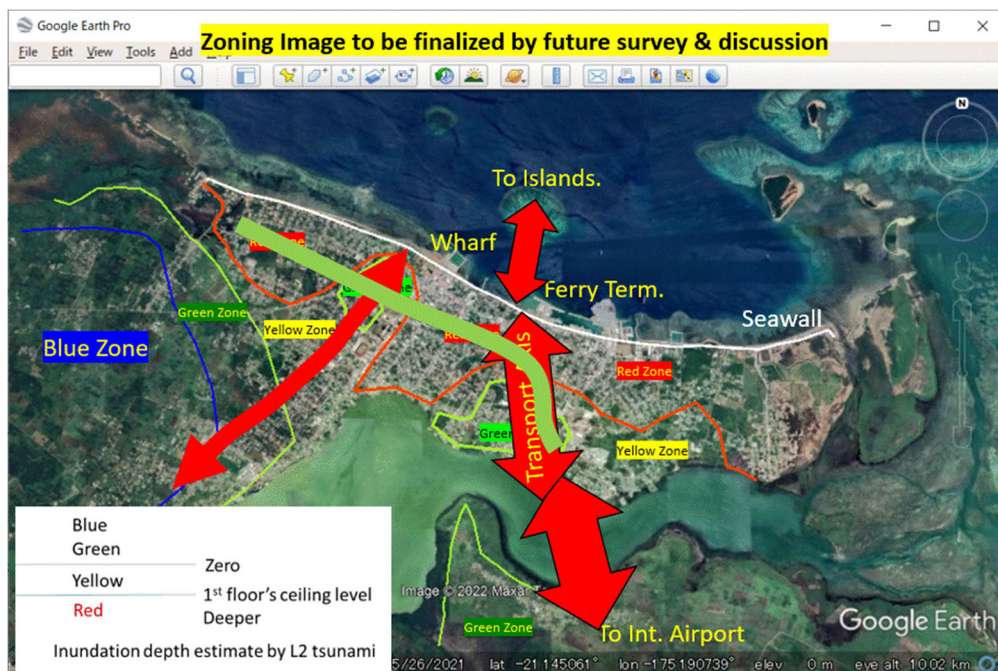 Google Earth Pro
File Edit View Tools Add
Zoning Image to be finalized by future survey & discussion
N
To Islands.
Wharf
Ferry Term.
Seawall
Green Zone
Yellow Zone
Blue Zone
Red Zone
Transport
Yellow Zone
Blue
Green
Zero
Yellow
1st floor's ceiling level
Red
Deeper
Inundation depth estimate by L2 tsunami
Image © 2022 Maxar
Green Zone
To Int. Airport
Google Earth
5/26/2021 lat -21.145061° lon -175.190739° elev 0 m eye alt 10.02 km